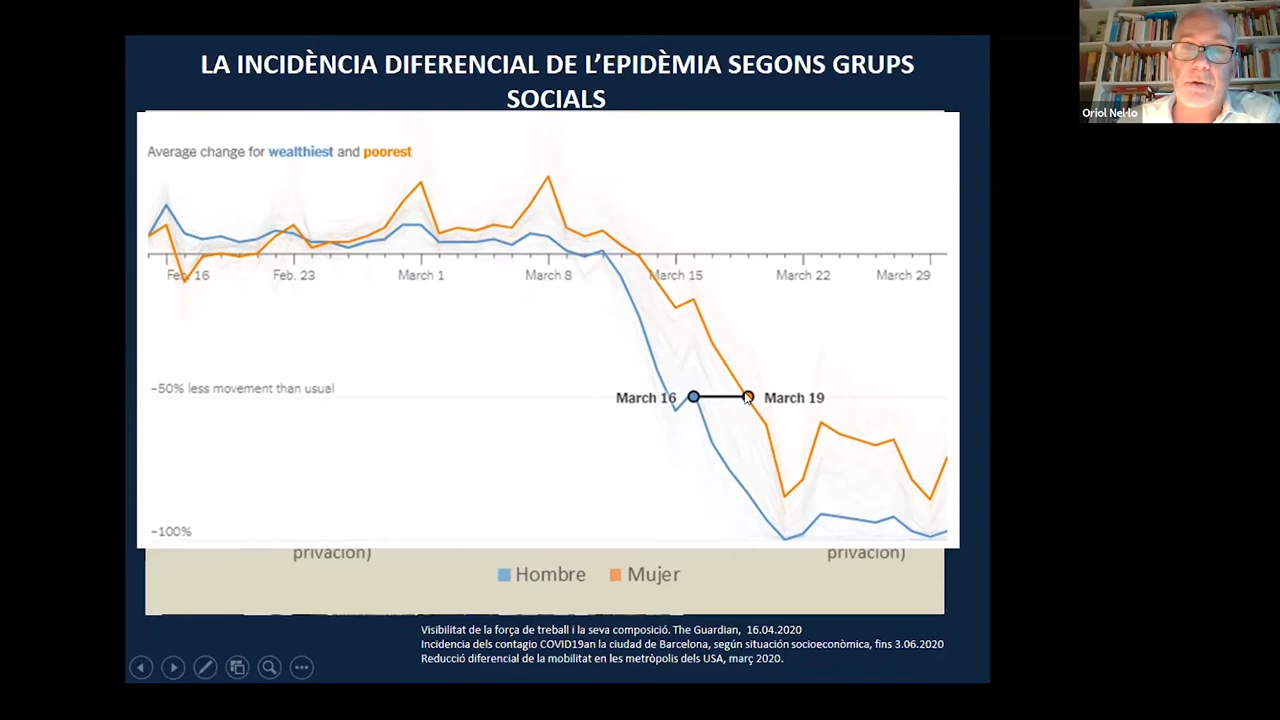 LA INCIDÈNCIA DIFERENCIAL DE L'EPIDÈMIA SEGONS GRUPS
SOCIALS
Oriol Nel·lo
Average change for wealthiest and poorest
Feb. 16
Feb. 23
March 1
March 8
March 15
March 22
March 29
−50% less movement than usual
March 16
March 19
−100%
privación)
privación)
Hombre
Mujer
Visibilitat de la força de treball i la seva composició. The Guardian, 16.04.2020
Incidencia dels contagio COVID19an la ciudad de Barcelona, según situación socioeconòmica, fins 3.06.2020
Reducció diferencial de la mobilitat en les metròpolis dels USA, març 2020.